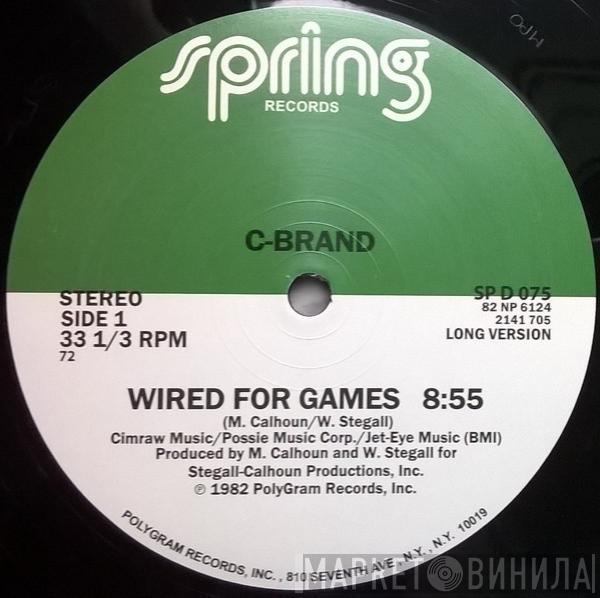 MPO
spring
RECORDS
C-BRAND
STEREO
SIDE 1
33 1/3 RPM
72
SP D 075
82 NP 6124
2141 705
LONG VERSION
WIRED FOR GAMES 8:55
(M. Calhoun/W. Stegall)
Cimraw Music/Possie Music Corp./Jet-Eye Music (BMI)
Produced by M. Calhoun and W. Stegall for
Stegall-Calhoun Productions, Inc.
℗ 1982 PolyGram Records, Inc.
POLYGRAM RECORDS, INC., 810 SEVENTH AVE, N.Y., N.Y. 10019
МАРКЕТ ВИНИЛА